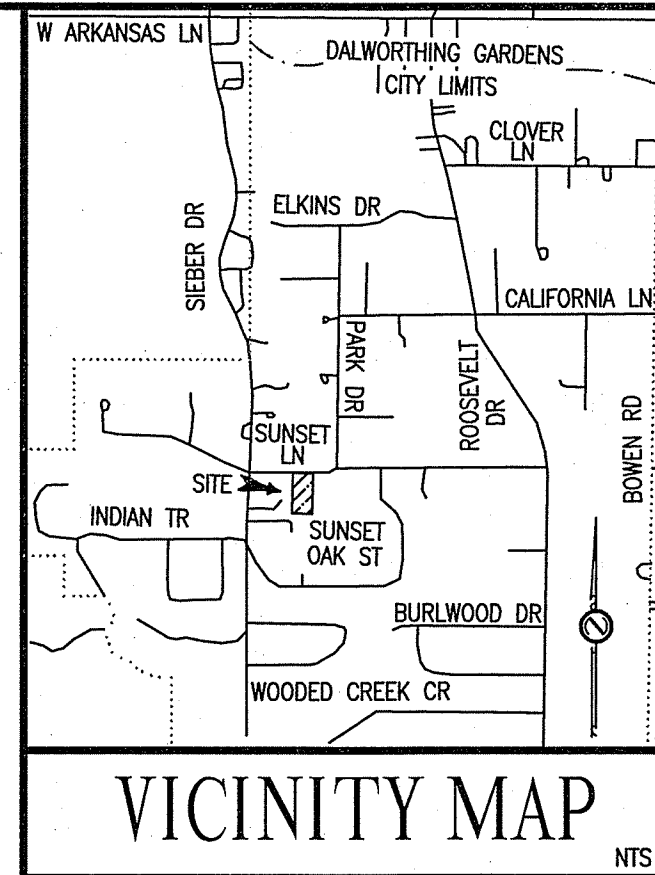 W ARKANSAS LN
DALWORTHING GARDENS
CITY LIMITS
CLOVER
LN
ELKINS DR
SIEBER DR
CALIFORNIA LN
PARK DR
ROOSEVELT
DR
BOWEN RD
SUNSET
LN
SITE
INDIAN TR
SUNSET
OAK ST
BURLWOOD DR
WOODED CREEK CR
VICINITY MAP
NTS